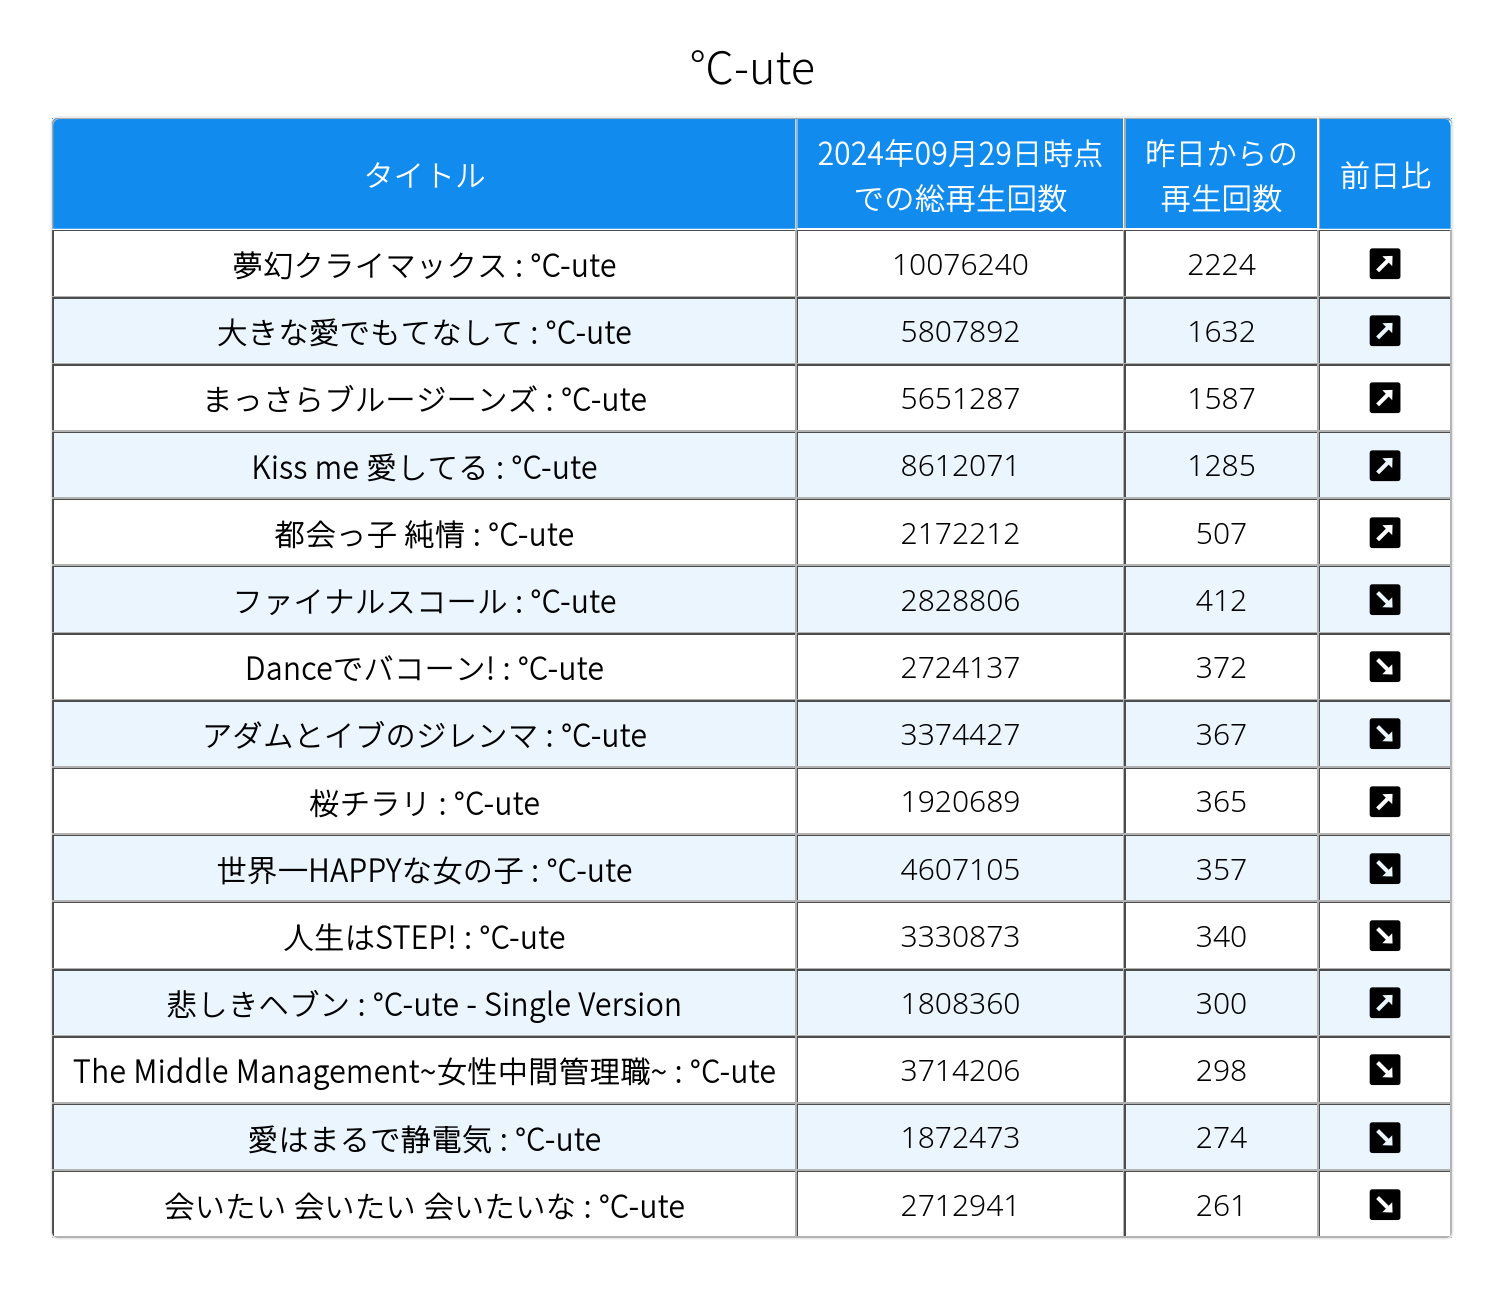 ℃-ute
タイトル
2024年09月29日時点
での総再生回数
昨日からの
再生回数
前日比
夢幻クライマックス : ℃-ute 10076240 2224
大きな愛でもてなして : ℃-ute 5807892 1632
まっさらブルージーンズ : ℃-ute 5651287 1587
Kiss me 愛してる : ℃-ute 8612071 1285
都会っ子 純情 : ℃-ute 2172212 507
ファイナルスコール : ℃-ute 2828806 412
Danceでバコーン! : ℃-ute 2724137 372
アダムとイブのジレンマ : ℃-ute 3374427 367
桜チラリ : ℃-ute 1920689 365
世界一HAPPYな女の子 : ℃-ute 4607105 357
人生はSTEP! : ℃-ute 3330873 340
悲しきヘブン : ℃-ute - Single Version 1808360 300
The Middle Management~女性中間管理職~ : ℃-ute 3714206 298
愛はまるで静電気 : ℃-ute 1872473 274
会いたい 会いたい 会いたいな : ℃-ute 2712941 261